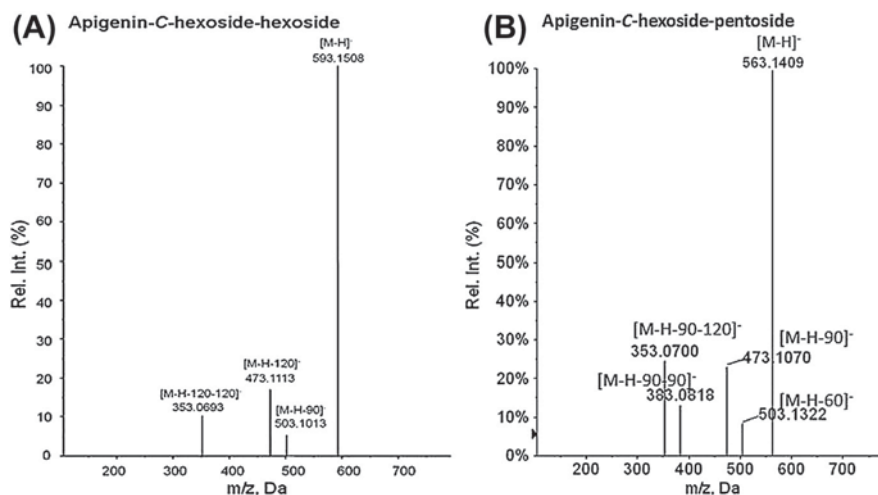 (A) Apigenin-C-hexoside-hexoside
[M-H]-
593.1508
100
90
80
70
60
50
40
30
20
10
0
Rel. Int. (%)
[M-H-120]-
473.1113
[M-H-120-120]-
353.0693
[M-H-90]-
503.1013
200 300 400 500 600 700
m/z, Da
(B) Apigenin-C-hexoside-pentoside
[M-H]-
563.1409
100%
90%
80%
70%
60%
50%
40%
30%
20%
10%
0%
Rel. Int. (%)
[M-H-90-120]-
353.0700
[M-H-90]-
473.1070
[M-H-90-90]-
383.0818
[M-H-60]-
503.1322
200 300 400 500 600 700
m/z, Da